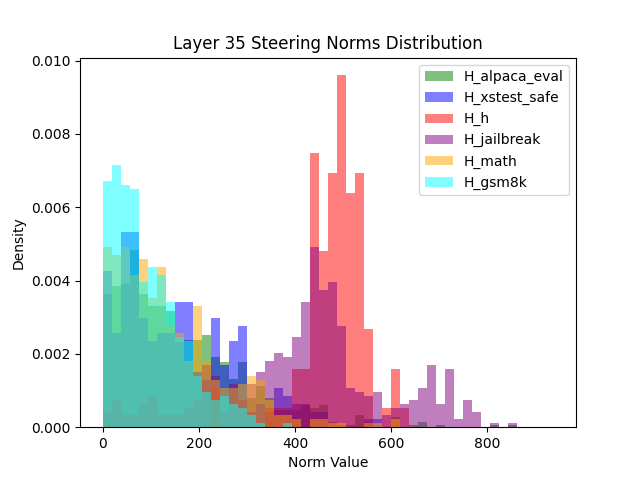 Layer 35 Steering Norms Distribution
0.010
0.008
0.006
0.004
0.002
0.000
Density
H_alpaca_eval
H_xstest_safe
H_h
H_jailbreak
H_math
H_gsm8k
0
200
400
600
800
Norm Value